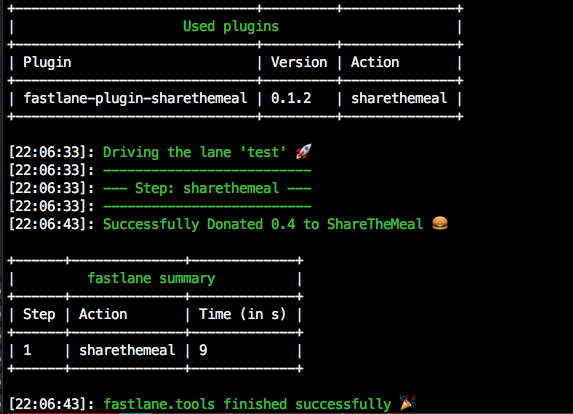 +------------------------------+---------+--------------+
|                     Used plugins                      |
+------------------------------+---------+--------------+
| Plugin                       | Version | Action       |
+------------------------------+---------+--------------+
| fastlane-plugin-sharethemeal | 0.1.2   | sharethemeal |
+------------------------------+---------+--------------+
[22:06:33]: Driving the lane 'test' 🚀
[22:06:33]: --------------------------
[22:06:33]: --- Step: sharethemeal ---
[22:06:33]: --------------------------
[22:06:43]: Successfully Donated 0.4 to ShareTheMeal 🍔
+------+--------------+-------------+
|         fastlane summary          |
+------+--------------+-------------+
| Step | Action       | Time (in s) |
+------+--------------+-------------+
| 1    | sharethemeal | 9           |
+------+--------------+-------------+
[22:06:43]: fastlane.tools finished successfully 🎉